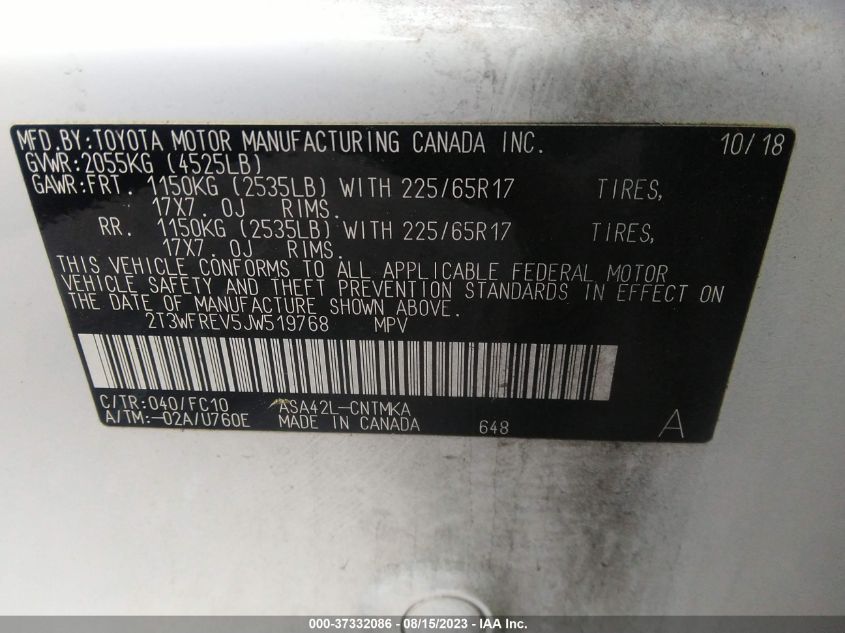 MFD.BY:TOYOTA MOTOR MANUFACTURING CANADA INC. 10/18
GVWR:2055KG (4525LB)
GAWR:FRT. 1150KG (2535LB) WITH 225/65R17 TIRES,
17X7.0J RIMS.
RR. 1150KG (2535LB) WITH 225/65R17 TIRES,
17X7.0J RIMS.
THIS VEHICLE CONFORMS TO ALL APPLICABLE FEDERAL MOTOR
VEHICLE SAFETY AND THEFT PREVENTION STANDARDS IN EFFECT ON
THE DATE OF MANUFACTURE SHOWN ABOVE.
2T3WFREV5JW519768 MPV
C/TR:040/FC10 ASA42L-CNTMKA
A/TM:-02A/U760E MADE IN CANADA 648 A
000-37332086 - 08/15/2023 - IAA Inc.